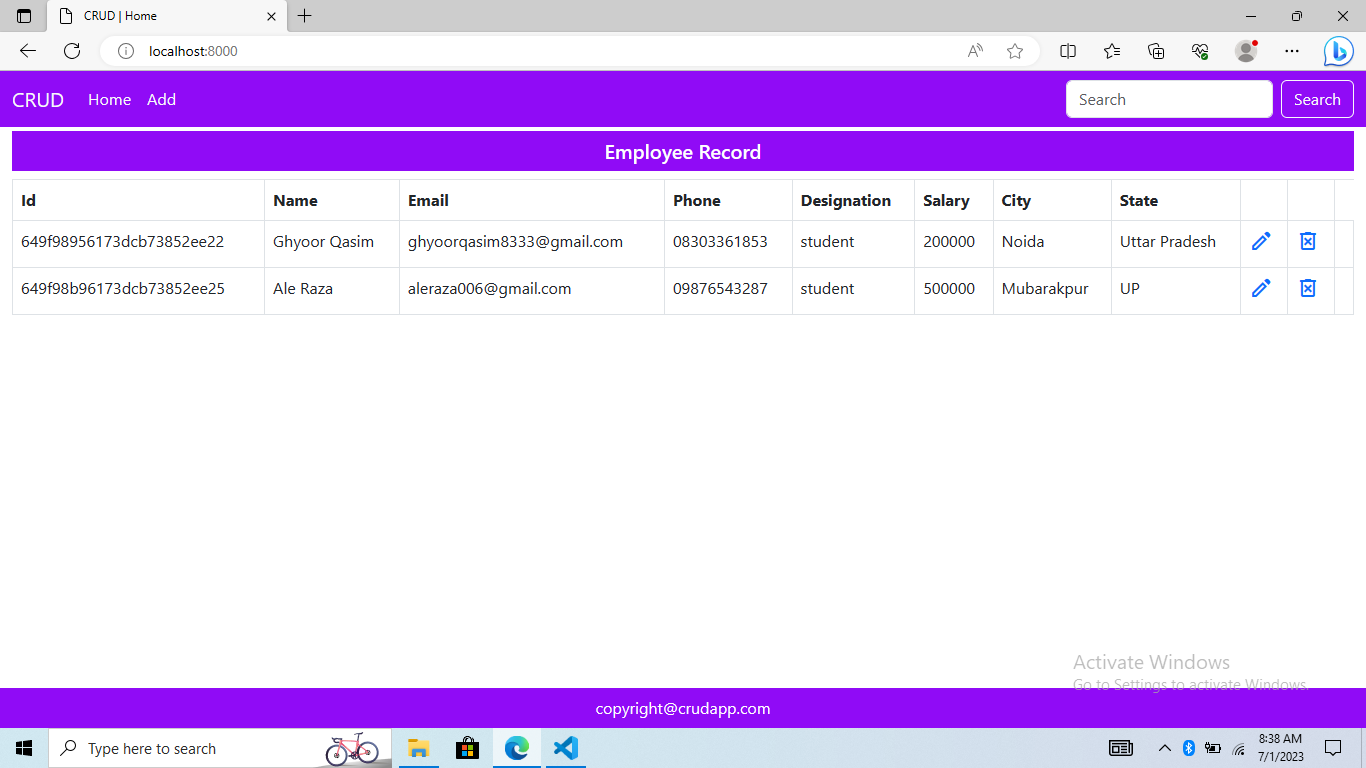 CRUD | Home
localhost:8000
CRUD Home Add Search Search
Employee Record
Id Name Email Phone Designation Salary City State
649f98956173dcb73852ee22 Ghyoor Qasim ghyoorqasim8333@gmail.com 08303361853 student 200000 Noida Uttar Pradesh
649f98b96173dcb73852ee25 Ale Raza aleraza006@gmail.com 09876543287 student 500000 Mubarakpur UP
Activate Windows
Go to Settings to activate Windows.
copyright@crudapp.com
Type here to search
8:38 AM
7/1/2023